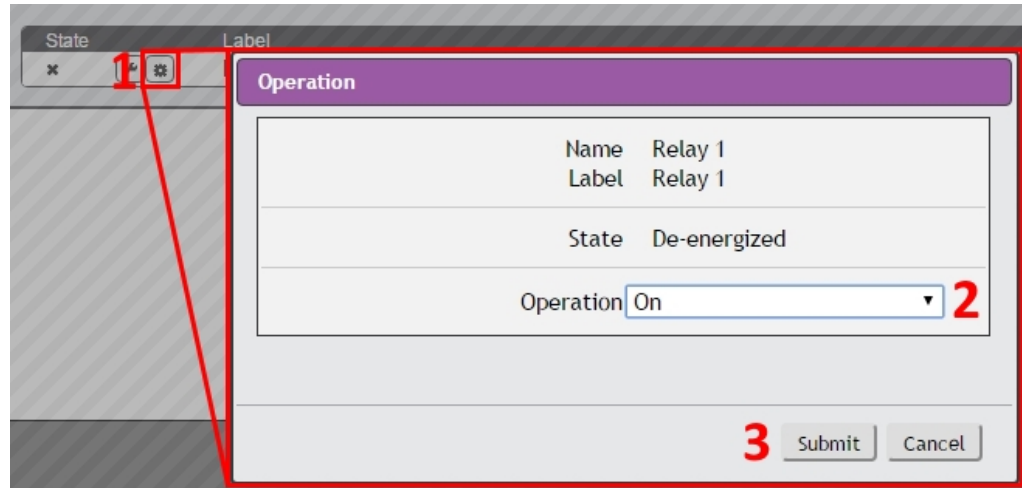 State Label
1
Operation
Name Relay 1
Label Relay 1
State De-energized
Operation On 2
3 Submit Cancel